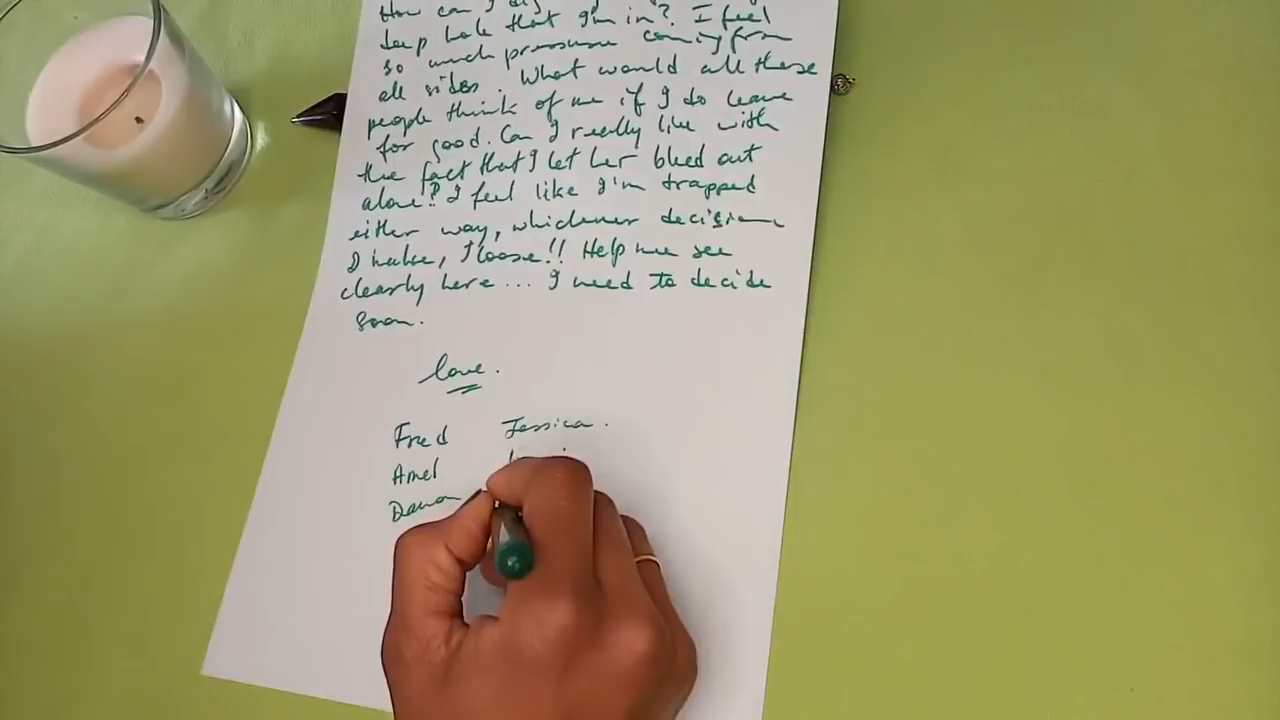 How can I dig
deep hole that I'm in? I feel
so much pressure coming from
all sides. What would all these
people think of me if I do leave
for good. Can I really live with
the fact that I let her bleed out
alone? I feel like I'm trapped
either way, whichever decision
I make, I loose!! Help me see
clearly here... I need to decide
soon.
love.
Fred Jessica.
Amel